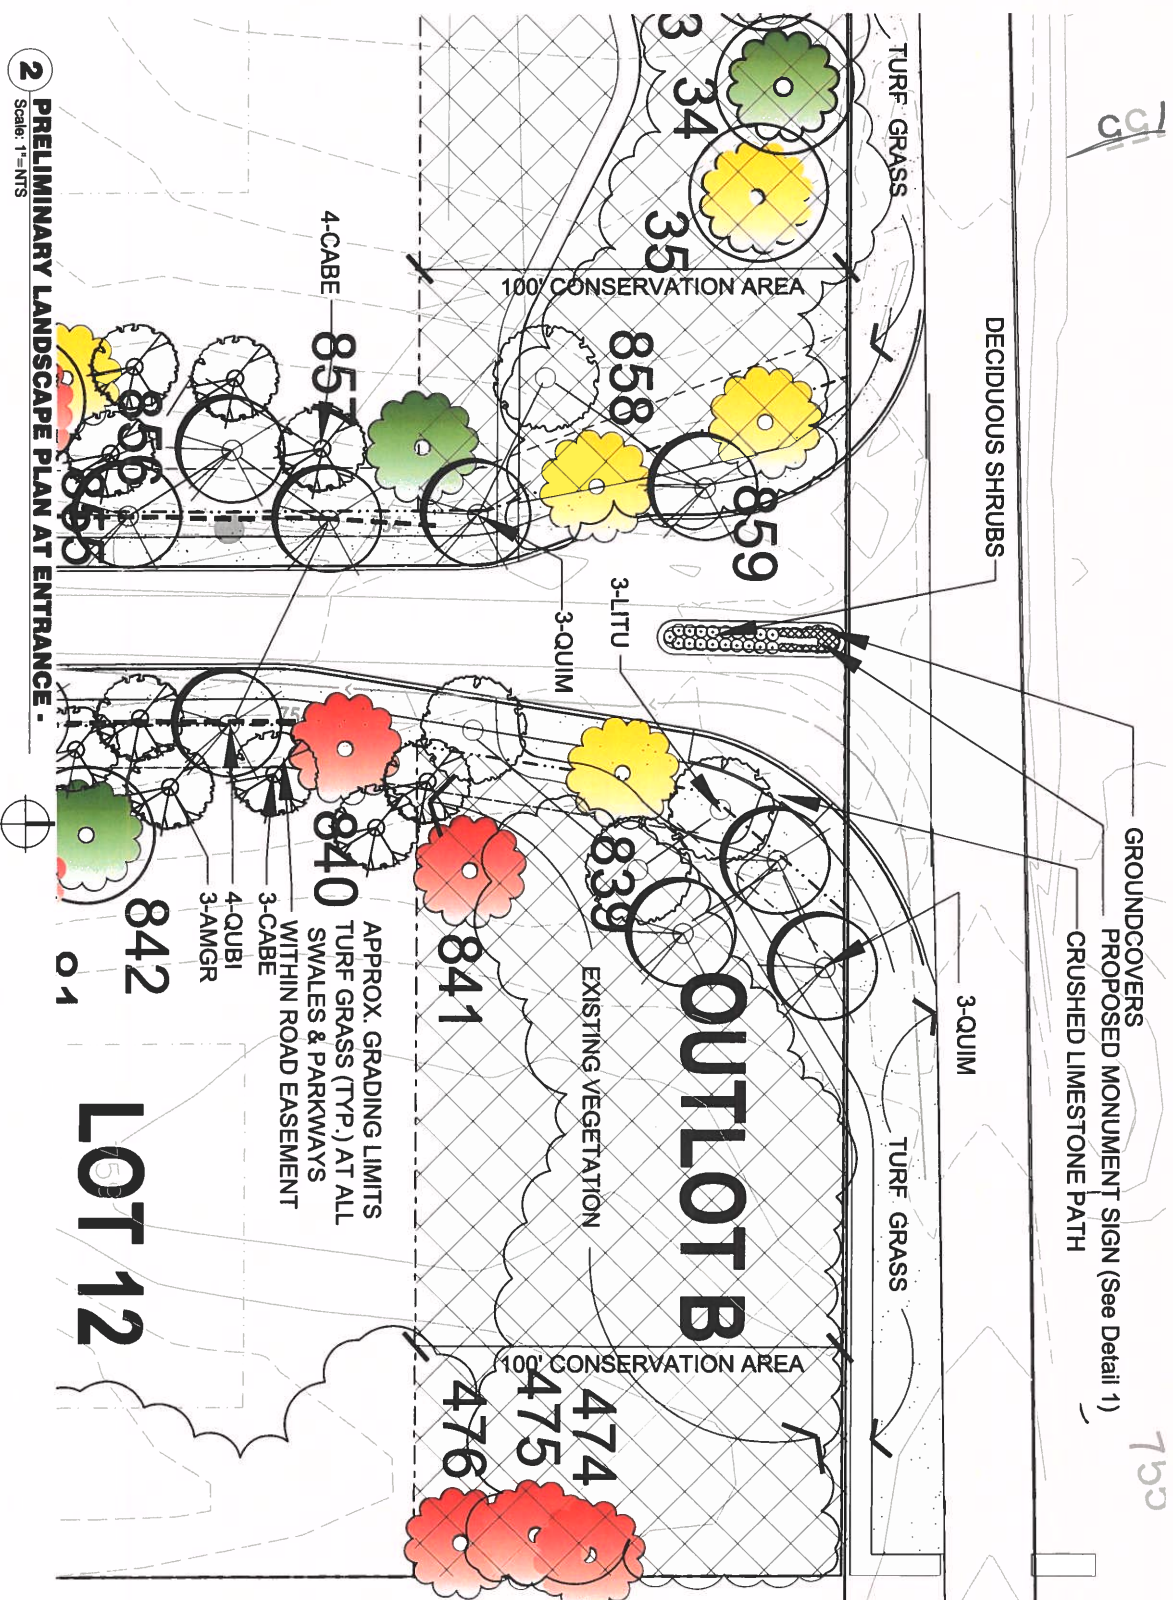 GROUNDCOVERS
PROPOSED MONUMENT SIGN (See Detail 1)
CRUSHED LIMESTONE PATH
755
DECIDUOUS SHRUBS
3-QUIM
TURF GRASS
TURF GRASS
34
35
100' CONSERVATION AREA
858
859
3-LITU
3-QUIM
839
OUTLOT B
EXISTING VEGETATION
100' CONSERVATION AREA
474
475
476
4-CABE
857
856
855
840
841
842
APPROX. GRADING LIMITS
TURF GRASS (TYP.) AT ALL
SWALES & PARKWAYS
WITHIN ROAD EASEMENT
3-CABE
4-QUBI
3-AMGR
LOT 12
2 PRELIMINARY LANDSCAPE PLAN AT ENTRANCE -
Scale: 1"=NTS